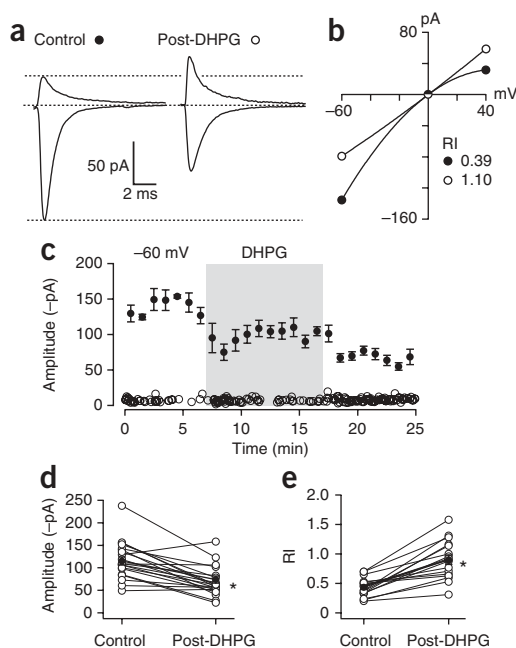 a
Control
Post-DHPG
50 pA
2 ms
b
pA
80
mV
–60
40
RI
0.39
1.10
–160
c
–60 mV
DHPG
Amplitude (–pA)
200
150
100
50
0
0
5
10
15
20
25
Time (min)
d
Amplitude (–pA)
250
200
150
100
50
0
*
Control
Post-DHPG
e
RI
2.0
1.5
1.0
0.5
0
*
Control
Post-DHPG